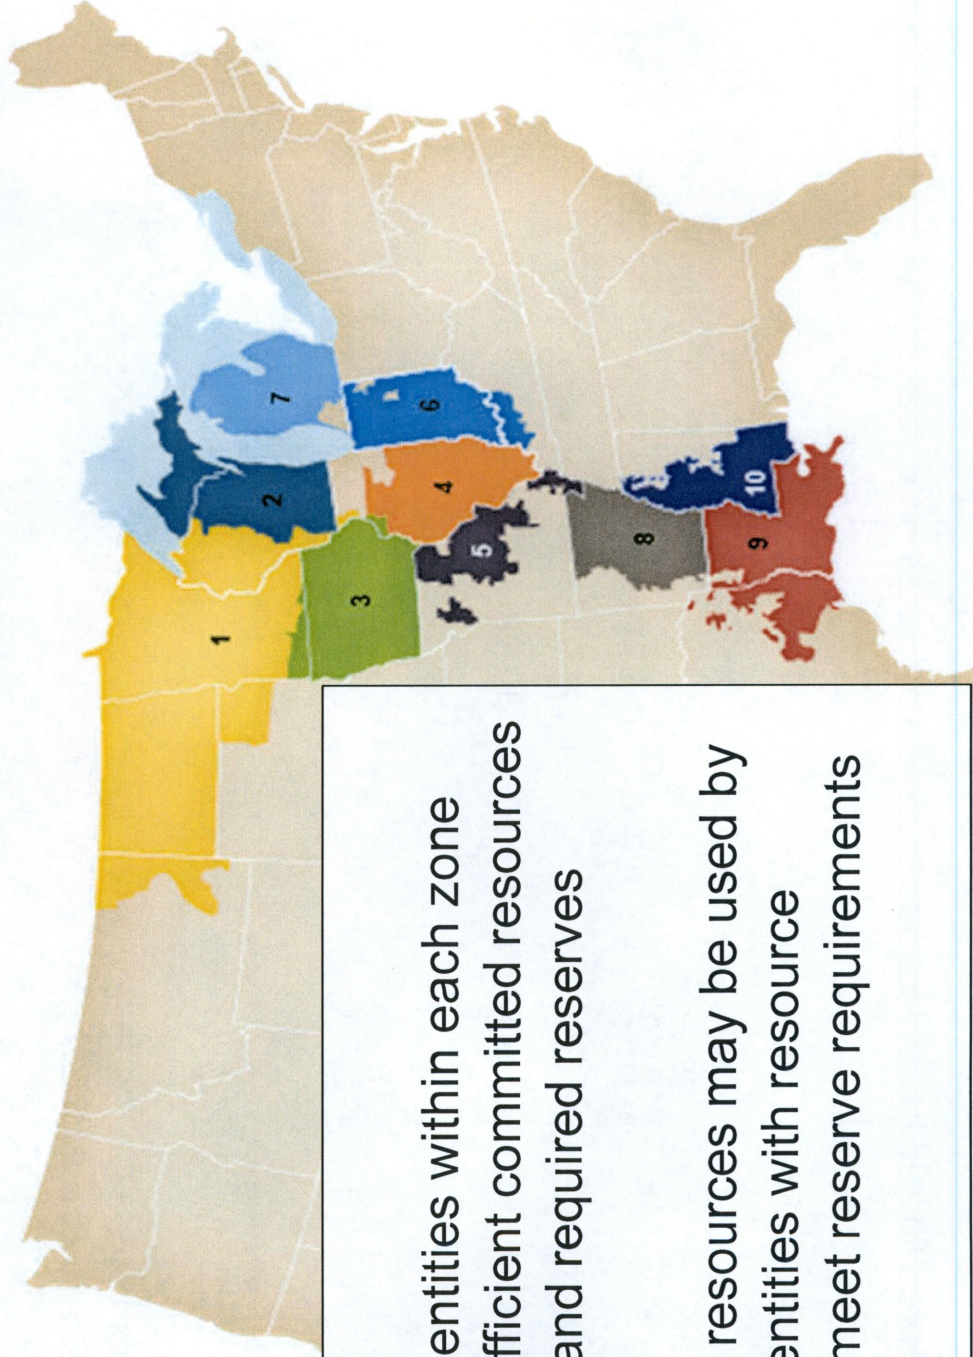 1
2
3
4
5
6
7
8
9
10
entities within each zone
fficient committed resources
and required reserves
resources may be used by
entities with resource
meet reserve requirements